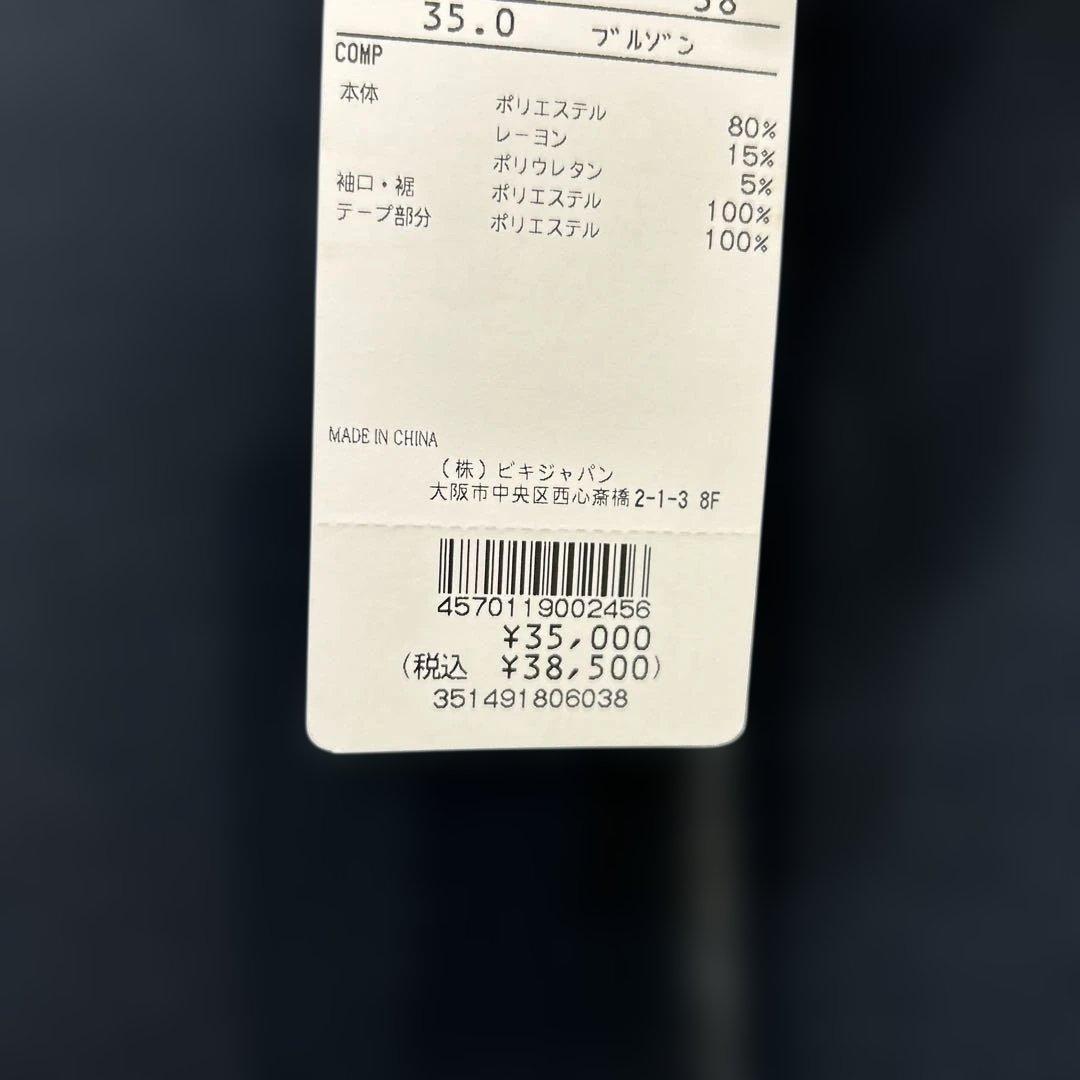 38
35.0 ブルゾン
COMP
本体 ポリエステル 80%
レーヨン 15%
ポリウレタン 5%
袖口・裾 ポリエステル 100%
テープ部分 ポリエステル 100%
MADE IN CHINA
(株)ビキジャパン
大阪市中央区西心斎橋2-1-3 8F
4570119002456
¥35,000
(税込 ¥38,500)
351491806038